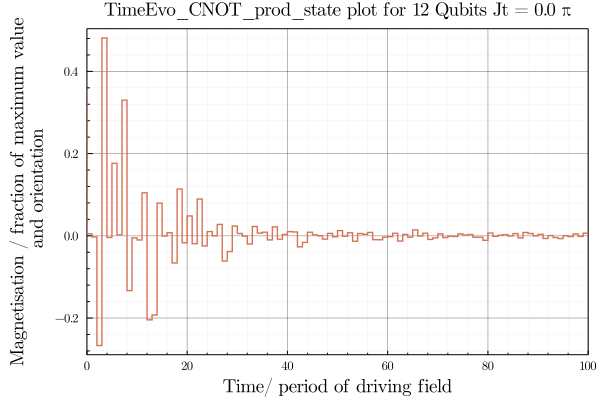 TimeEvo_CNOT_prod_state plot for 12 Qubits Jt = 0.0 π
Magnetisation / fraction of maximum value
and orientation
0.4
0.2
0.0
−0.2
0 20 40 60 80 100
Time/ period of driving field